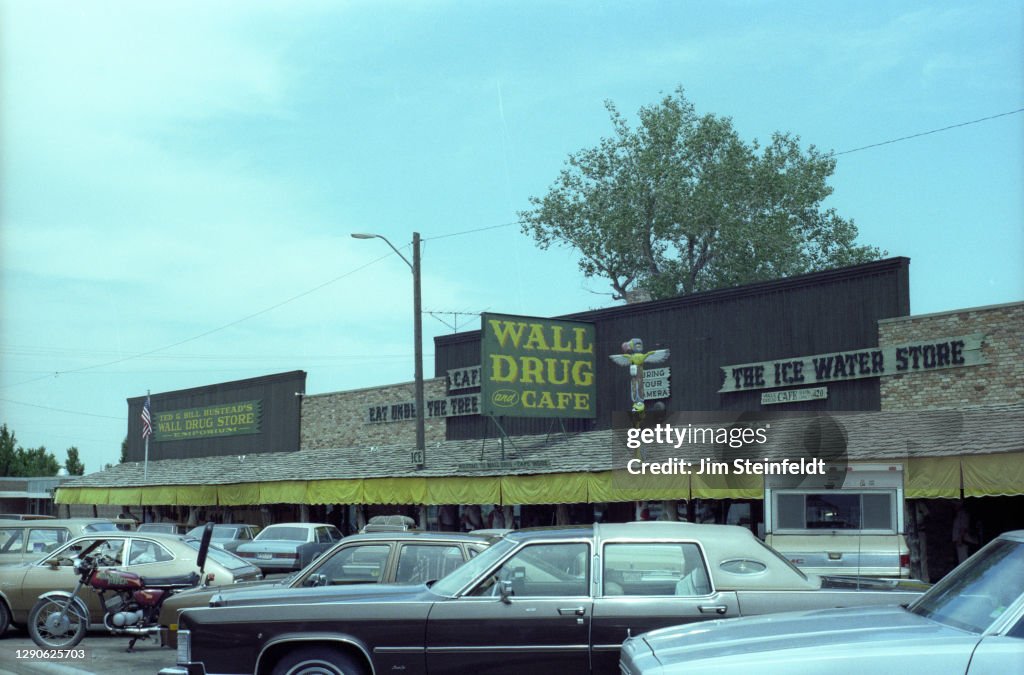 TED & BILL HUSTEAD'S
WALL DRUG STORE
EMPORIUM
EAT UNDER THE TREE
CAFE
WALL
DRUG
and CAFE
ICE
BRING
YOUR
CAMERA
THE ICE WATER STORE
CAFE
420
gettyimages®
Credit: Jim Steinfeldt
1290625703